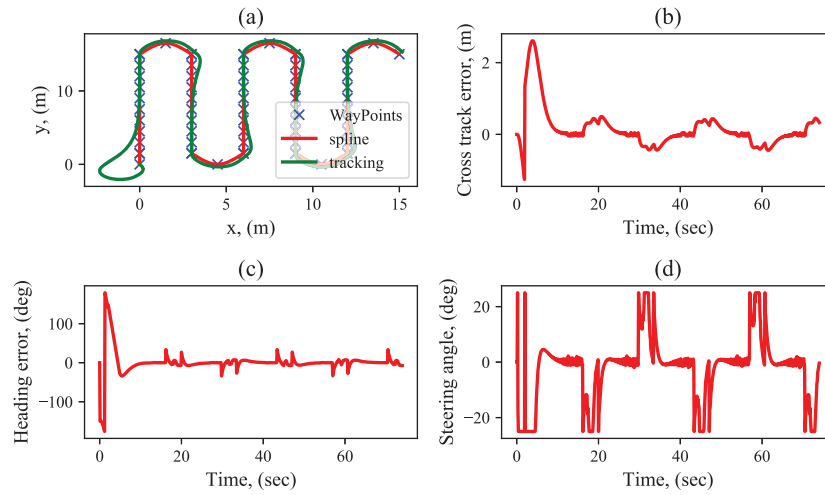 (a)
y, (m)
10
0
0
5
10
15
x, (m)
WayPoints
spline
tracking
(b)
Cross track error, (m)
2
0
0
20
40
60
Time, (sec)
(c)
Heading error, (deg)
100
0
−100
0
20
40
60
Time, (sec)
(d)
Steering angle, (deg)
20
0
−20
0
20
40
60
Time, (sec)